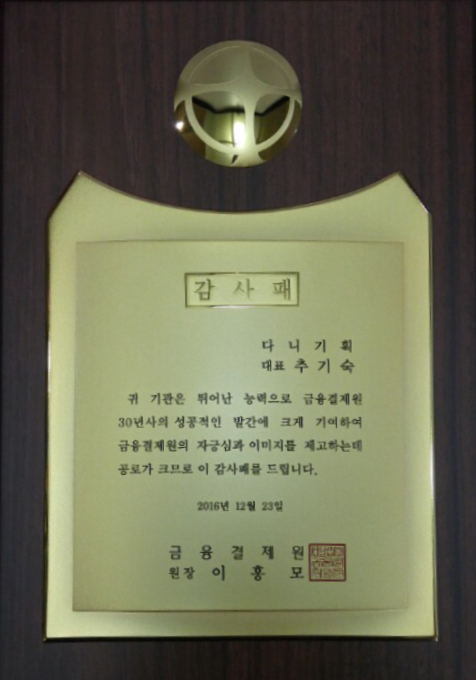 감사패
다니기획
대표 추기숙
귀 기관은 뛰어난 능력으로 금융결제원
30년사의 성공적인 발간에 크게 기여하여
금융결제원의 자긍심과 이미지를 제고하는데
공로가 크므로 이 감사패를 드립니다.
2016년 12월 23일
금융결제원
원장 이흥모